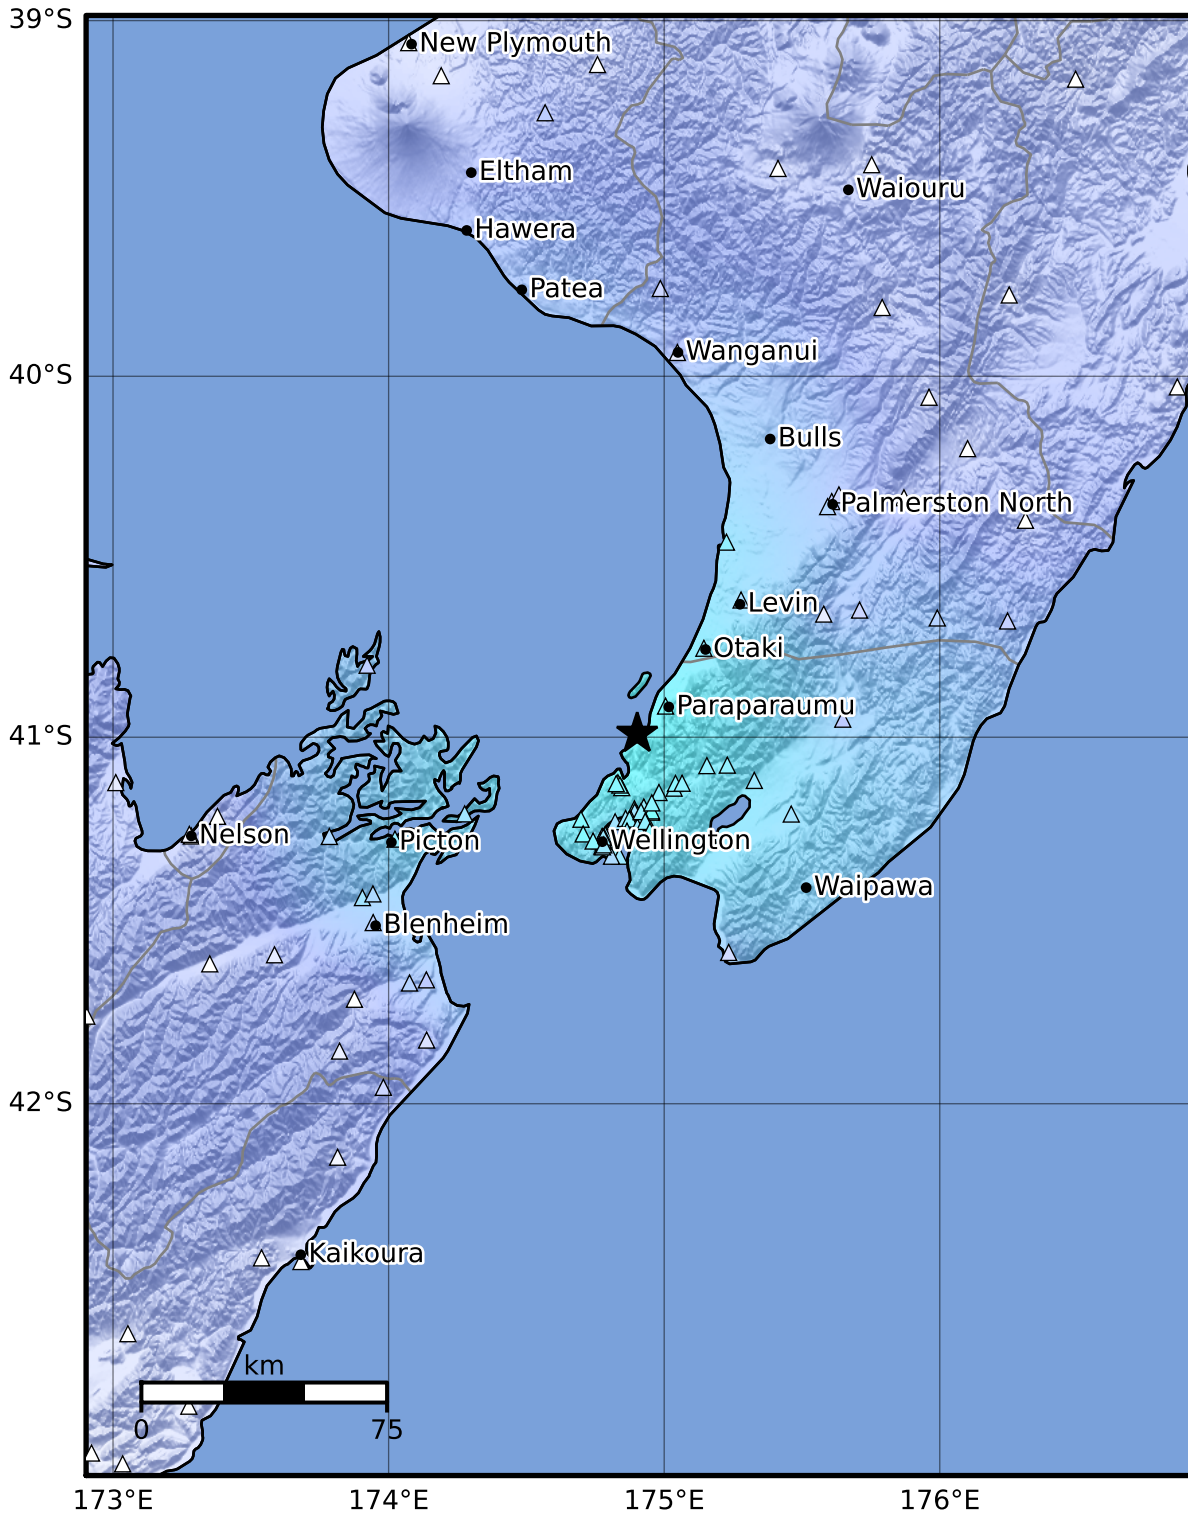 39°S
New Plymouth
Eltham
Waiouru
Hawera
Patea
Wanganui
40°S
Bulls
Palmerston North
Levin
Otaki
Paraparaumu
41°S
Nelson
Picton
Wellington
Waipawa
Blenheim
42°S
Kaikoura
km
0 75
173°E 174°E 175°E 176°E